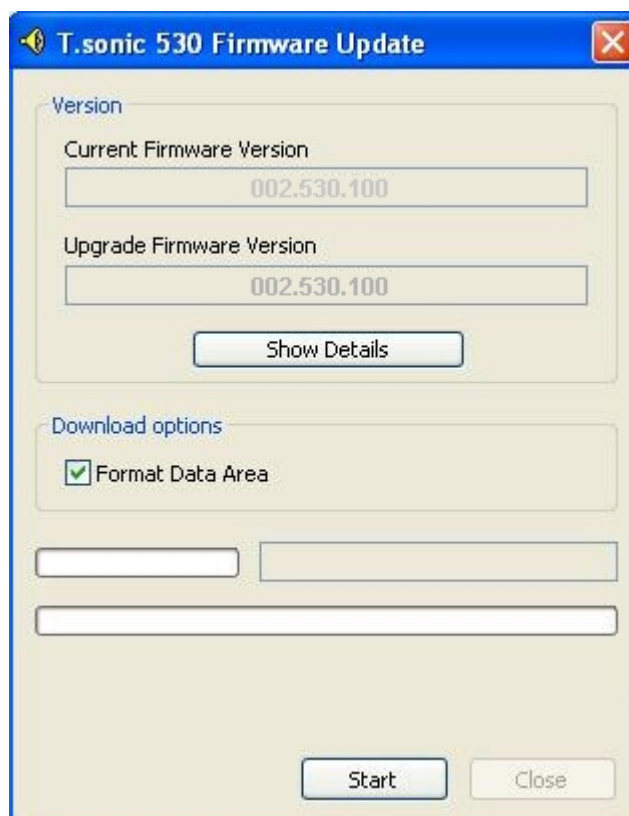 T.sonic 530 Firmware Update
Version
Current Firmware Version
002.530.100
Upgrade Firmware Version
002.530.100
Show Details
Download options
Format Data Area
Start Close